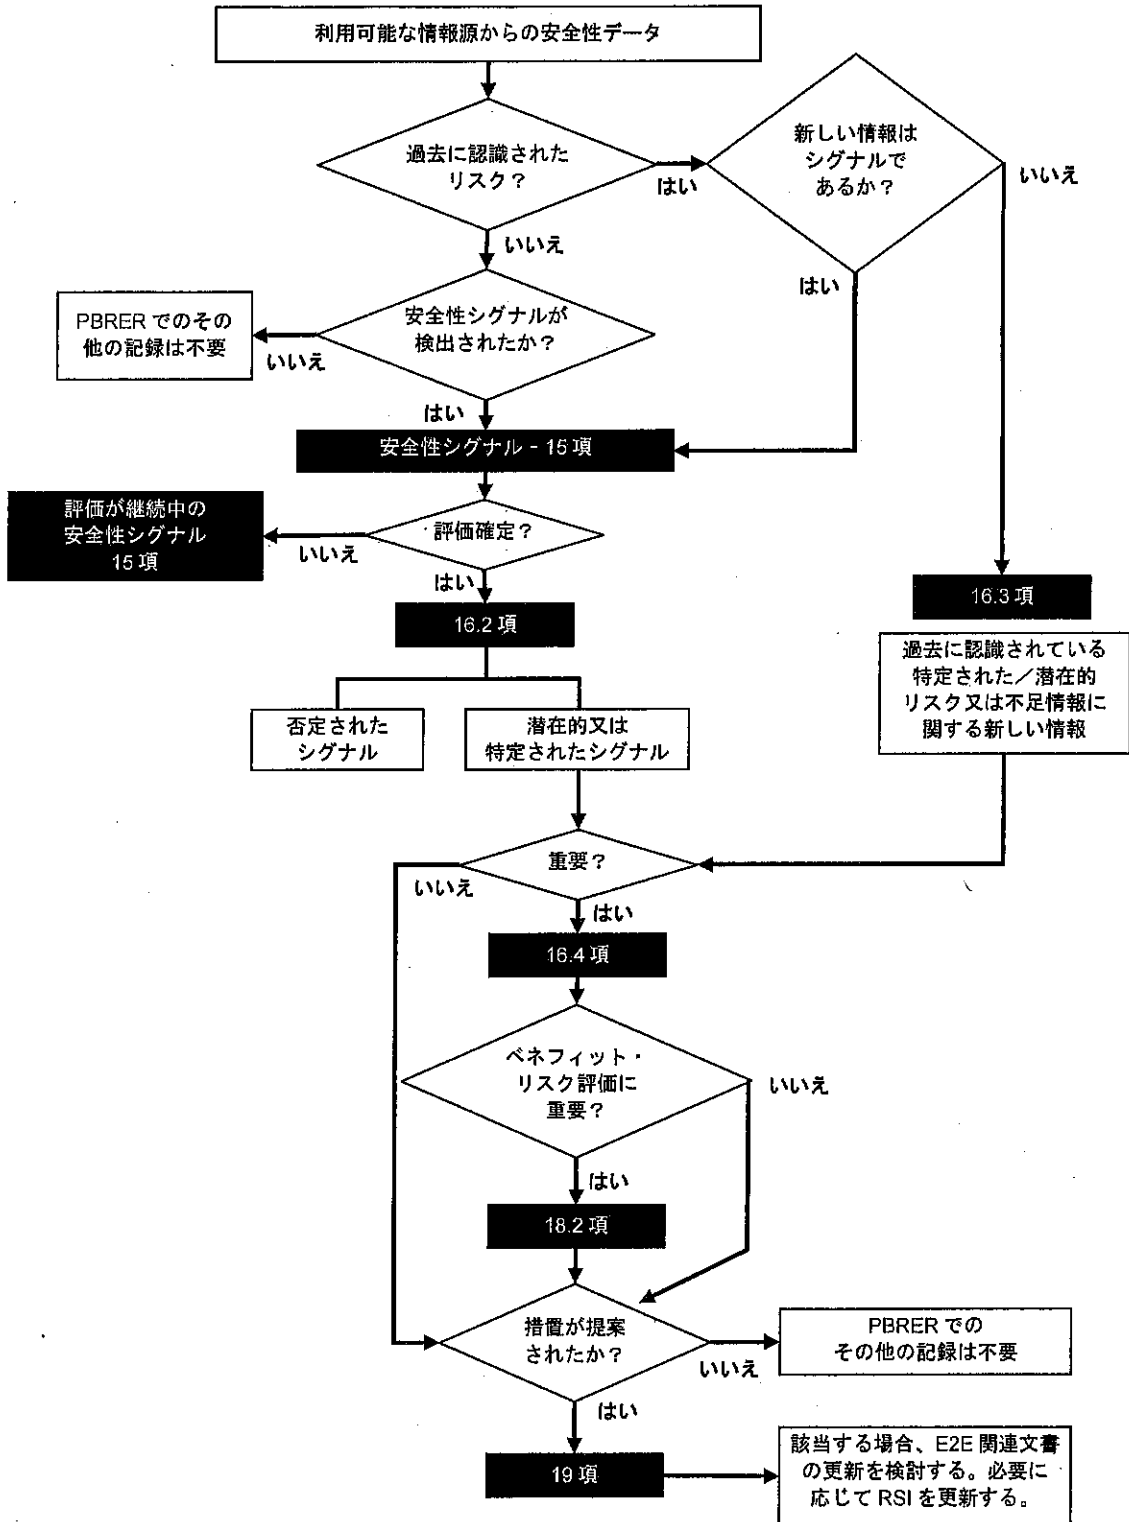 利用可能な情報源からの安全性データ
過去に認識された
リスク?
はい
新しい情報は
シグナルで
あるか?
いいえ
いいえ
はい
PBRER でのその
他の記録は不要
いいえ
安全性シグナルが
検出されたか?
はい
安全性シグナル - 15 項
評価が継続中の
安全性シグナル
15 項
いいえ
評価確定?
はい
16.2 項
16.3 項
過去に認識されている
特定された/潜在的
リスク又は不足情報に
関する新しい情報
否定された
シグナル
潜在的又は
特定されたシグナル
重要?
いいえ
はい
16.4 項
ベネフィット・
リスク評価に
重要?
いいえ
はい
18.2 項
措置が提案
されたか?
いいえ
PBRER での
その他の記録は不要
はい
19 項
該当する場合、E2E 関連文書
の更新を検討する。必要に
応じて RSI を更新する。